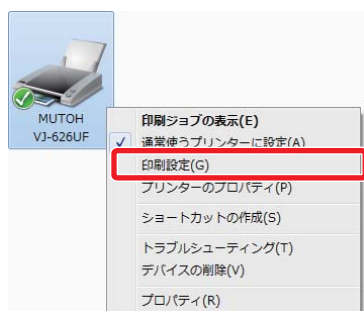 MUTOH
VJ-626UF
印刷ジョブの表示(E)
通常使うプリンターに設定(A)
印刷設定(G)
プリンターのプロパティ(P)
ショートカットの作成(S)
トラブルシューティング(T)
デバイスの削除(V)
プロパティ(R)